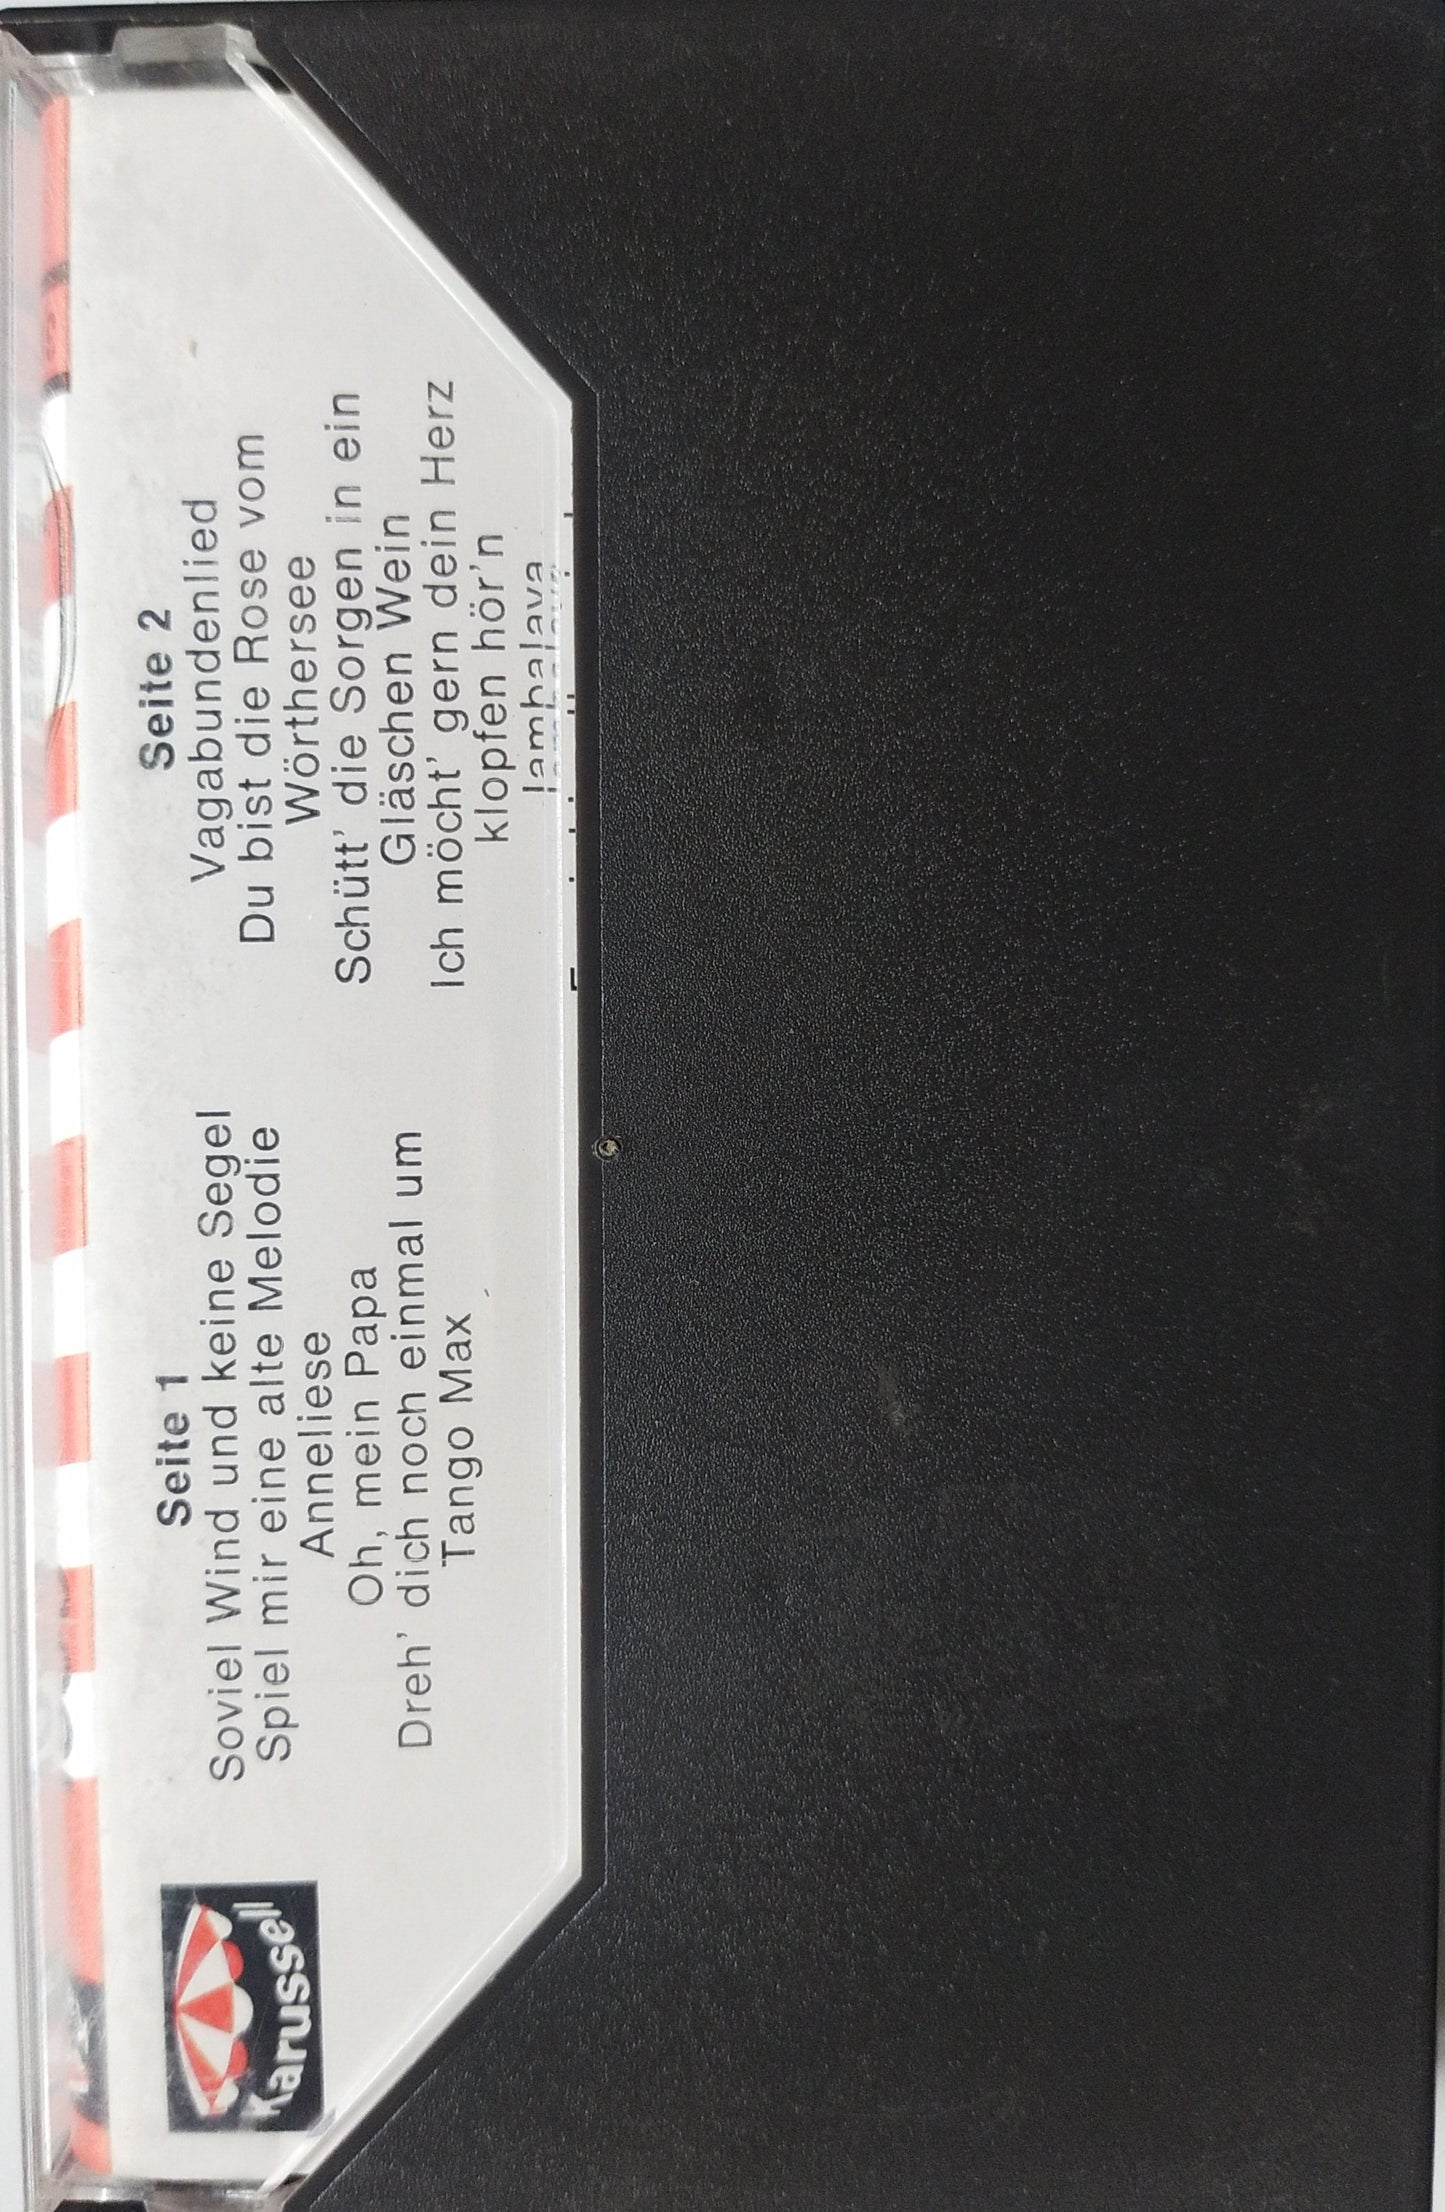 Karussell
Seite 1
Soviel Wind und keine Segel
Spiel mir eine alte Melodie
Anneliese
Oh, mein Papa
Dreh' dich noch einmal um
Tango Max
Seite 2
Vagabundenlied
Du bist die Rose vom
Wörthersee
Schütt' die Sorgen in ein
Gläschen Wein
Ich möcht' gern dein Herz
klopfen hör'n